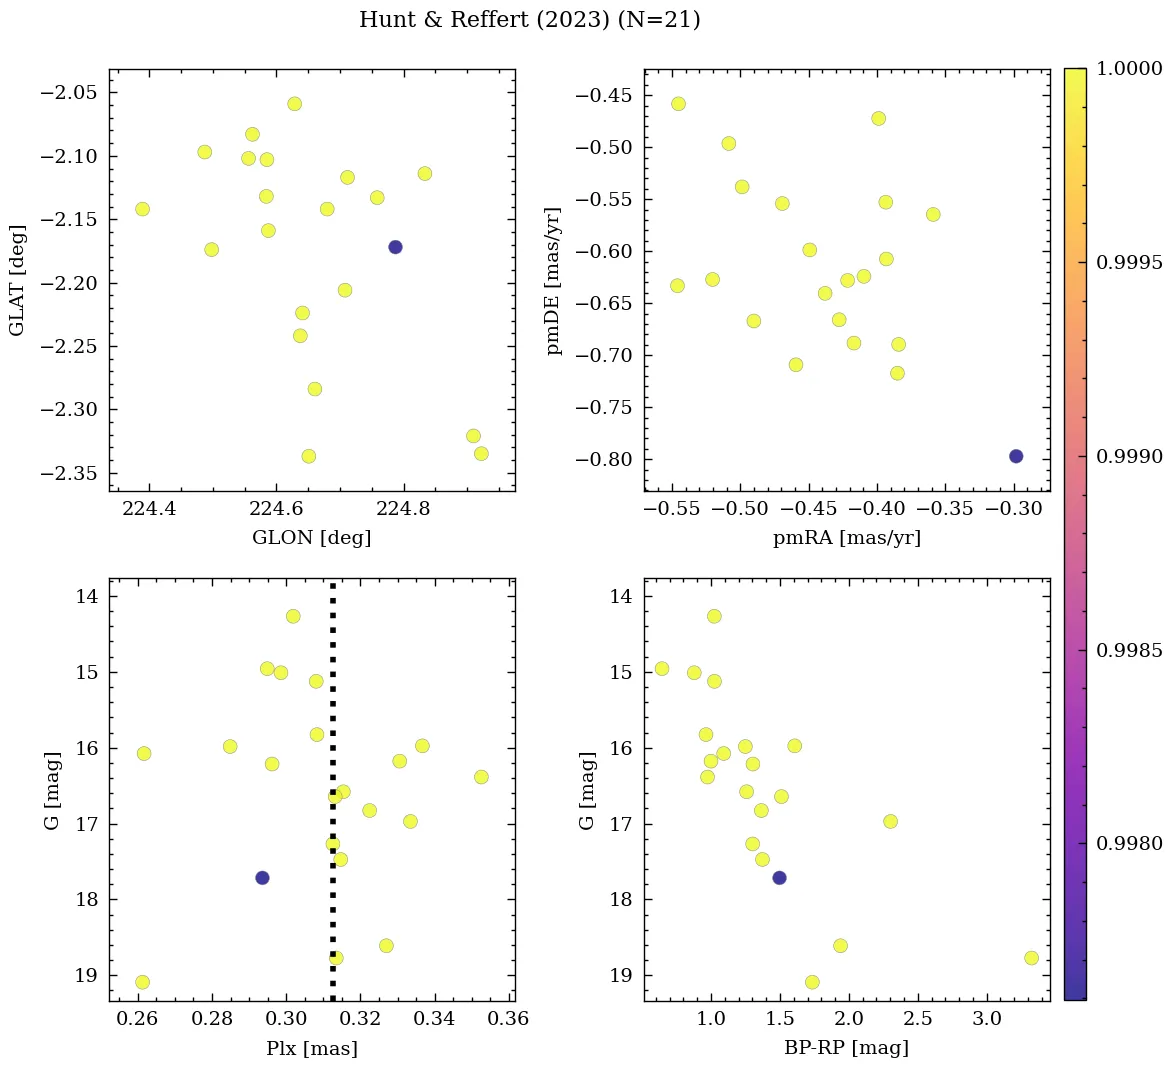 Hunt & Reffert (2023) (N=21)
−2.05
−2.10
−2.15
−2.20
−2.25
−2.30
−2.35
GLAT [deg]
224.4 224.6 224.8
GLON [deg]
−0.45
−0.50
−0.55
−0.60
−0.65
−0.70
−0.75
−0.80
pmDE [mas/yr]
−0.55 −0.50 −0.45 −0.40 −0.35 −0.30
pmRA [mas/yr]
14
15
16
17
18
19
G [mag]
0.26 0.28 0.30 0.32 0.34 0.36
Plx [mas]
14
15
16
17
18
19
G [mag]
1.0 1.5 2.0 2.5 3.0
BP-RP [mag]
1.0000
0.9995
0.9990
0.9985
0.9980